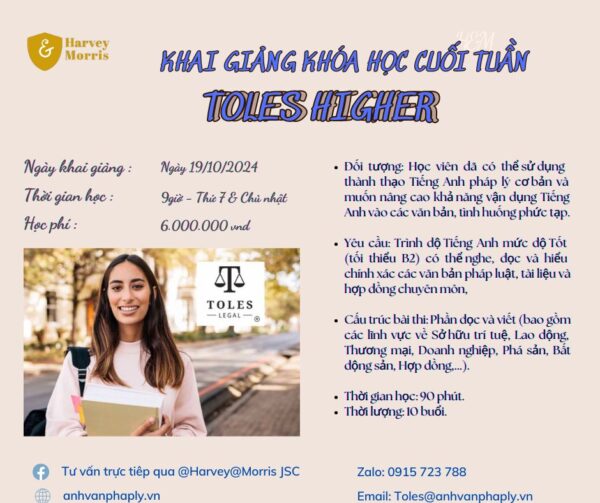 Harvey
Morris
KHAI GIẢNG KHÓA HỌC CUỐI TUẦN
TOLES HIGHER
Ngày khai giảng : Ngày 19/10/2024
Thời gian học : 9giờ - Thứ 7 & Chủ nhật
Học phí : 6.000.000 vnd
TOLES
LEGAL
• Đối tượng: Học viên đã có thể sử dụng
thành thạo Tiếng Anh pháp lý cơ bản và
muốn nâng cao khả năng vận dụng Tiếng
Anh vào các văn bản, tình huống phức tạp.
• Yêu cầu: Trình độ Tiếng Anh mức độ Tốt
(tối thiểu B2) có thể nghe, đọc và hiểu
chính xác các văn bản pháp luật, tài liệu và
hợp đồng chuyên môn,
• Cấu trúc bài thi: Phần đọc và viết (bao gồm
các lĩnh vực về Sở hữu trí tuệ, Lao động,
Thương mại, Doanh nghiệp, Phá sản, Bất
động sản, Hợp đồng,...).
• Thời gian học: 90 phút.
• Thời lượng: 10 buổi.
Tư vấn trực tiếp qua @Harvey@Morris JSC
anhvanphaply.vn
Zalo: 0915 723 788
Email: Toles@anhvanphaply.vn